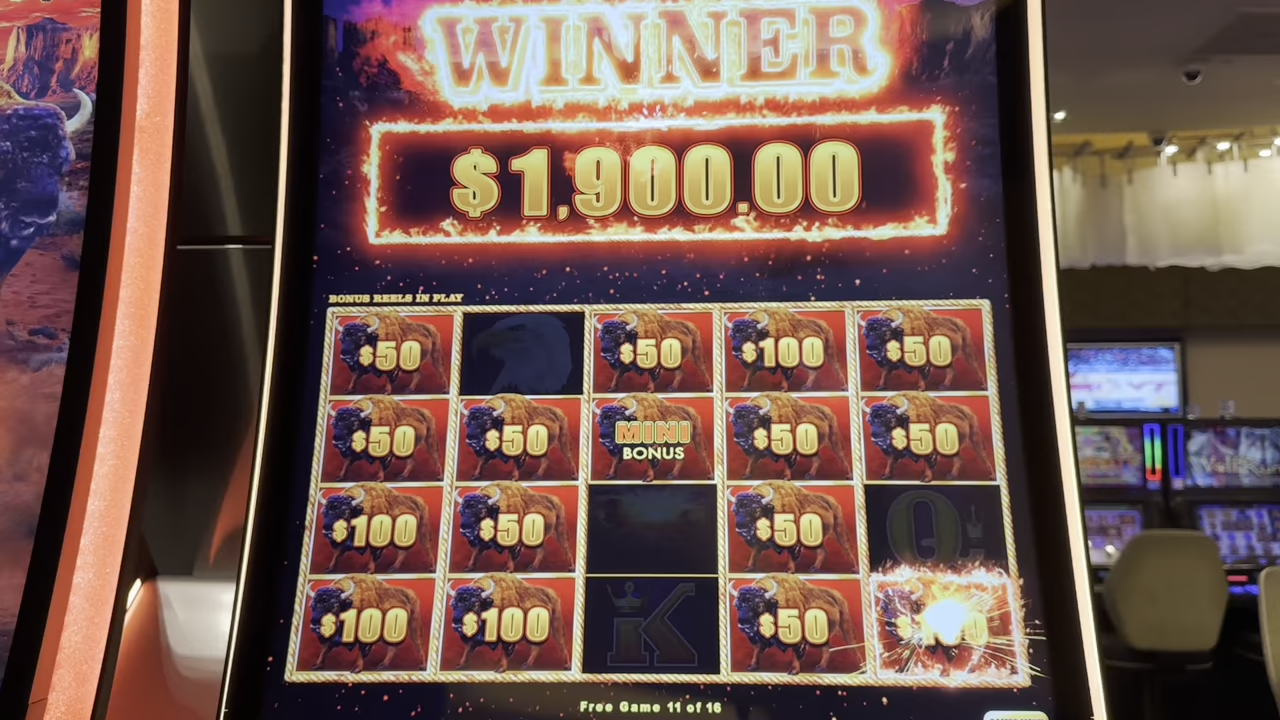 WINNER
$1,900.00
BONUS REELS IN PLAY
$50 $50 $100 $50
$50 $50 MINI BONUS $50 $50
$100 $50 $50 Q
$100 $100 K $50
Free Game 11 of 16